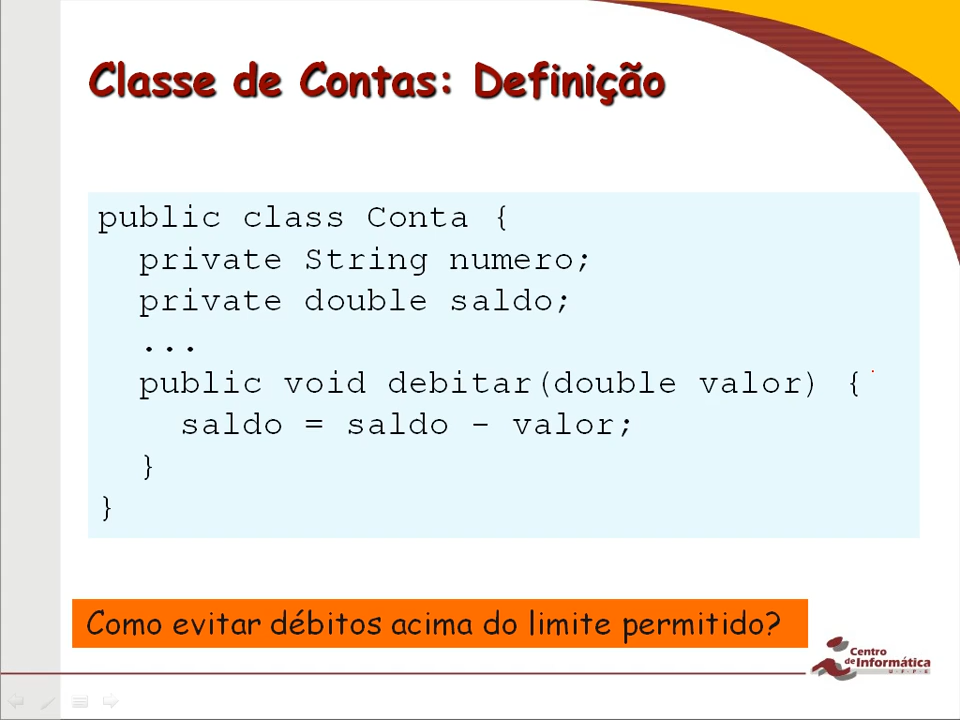 Classe de Contas: Definição
public class Conta {
private String numero;
private double saldo;
...
public void debitar(double valor) {
saldo = saldo - valor;
}
}
Como evitar débitos acima do limite permitido?
Centro
de Informática
UFPE